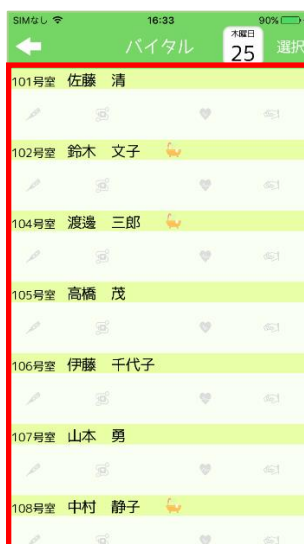 SIMなし 16:33 90%
バイタル 木曜日 25 選択
101号室 佐藤 清
102号室 鈴木 文子
104号室 渡邊 三郎
105号室 高橋 茂
106号室 伊藤 千代子
107号室 山本 勇
108号室 中村 静子